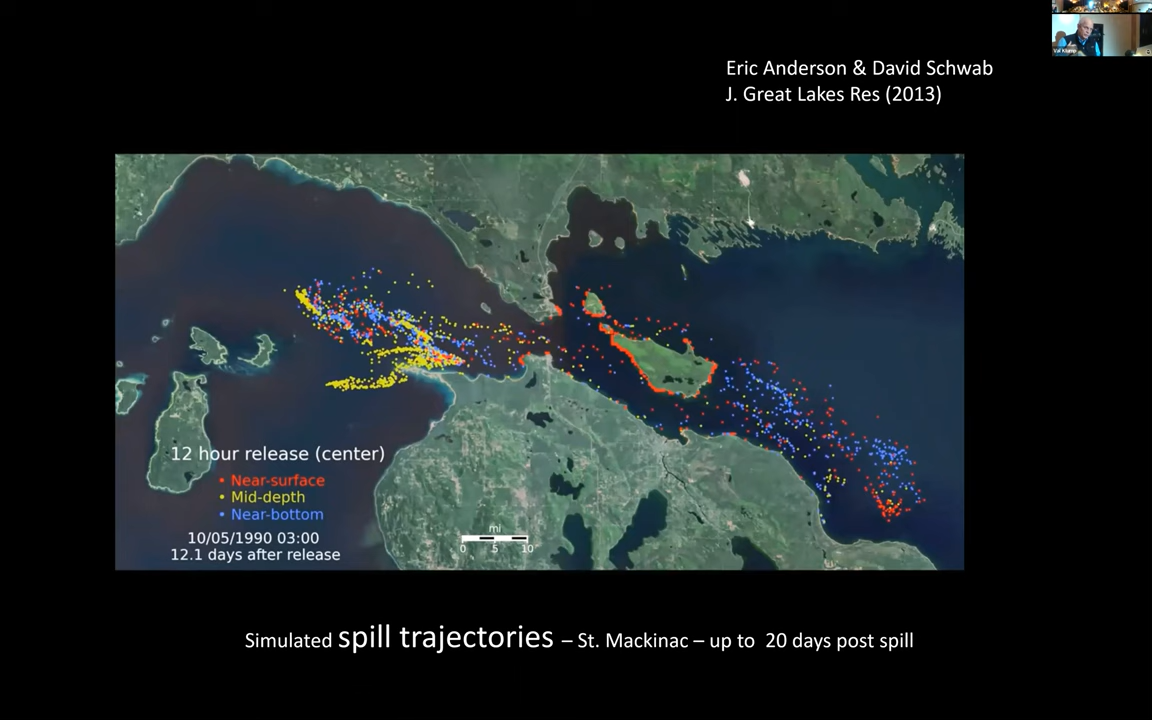 Eric Anderson & David Schwab
J. Great Lakes Res (2013)
12 hour release (center)
• Near-surface
• Mid-depth
• Near-bottom
10/05/1990 03:00
12.1 days after release
mi
0 5 10
Simulated spill trajectories – St. Mackinac – up to 20 days post spill